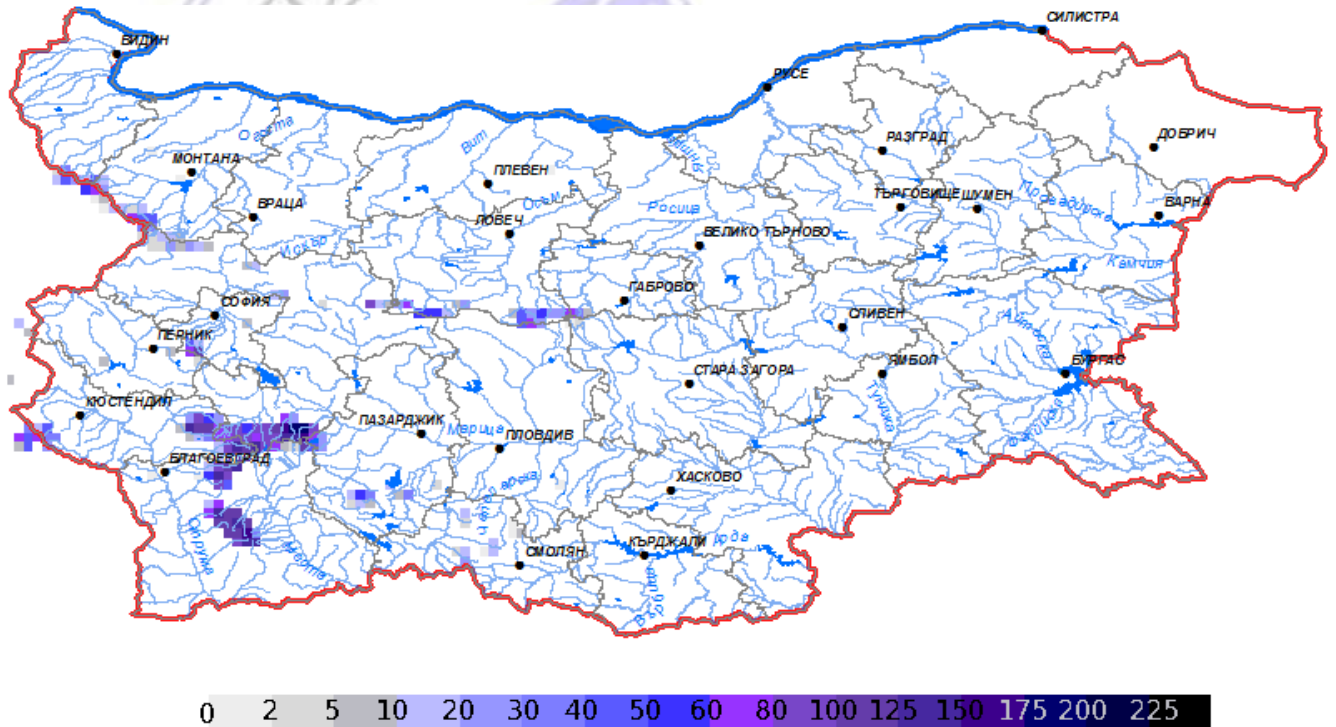 СИЛИСТРА
ВИДИН
РУСЕ
Огоста
Вит
РАЗГРАД
ДОБРИЧ
МОНТАНА
ПЛЕВЕН
ТЪРГОВИЩЕ
ШУМЕН
ВРАЦА
Осъм
Росица
ВАРНА
ЛОВЕЧ
Искър
ВЕЛИКО ТЪРНОВО
Камчия
ГАБРОВО
СОФИЯ
СЛИВЕН
ПЕРНИК
Айтоска
ЯМБОЛ
БУРГАС
СТАРА ЗАГОРА
Тунджа
КЮСТЕНДИЛ
ПАЗАРДЖИК
Марица
ПЛОВДИВ
БЛАГОЕВГРАД
ХАСКОВО
Струма
Места
СМОЛЯН
КЪРДЖАЛИ
Върбица
0 2 5 10 20 30 40 50 60 80 100 125 150 175 200 225